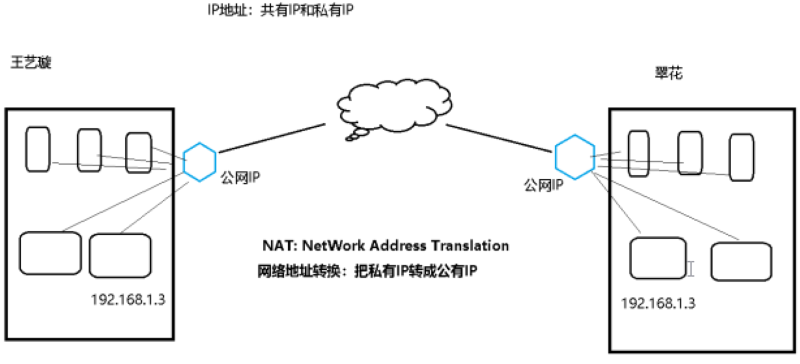 IP地址：共有IP和私有IP
王艺璇
翠花
公网IP
公网IP
NAT: NetWork Address Translation
网络地址转换：把私有IP转成公有IP
192.168.1.3
192.168.1.3